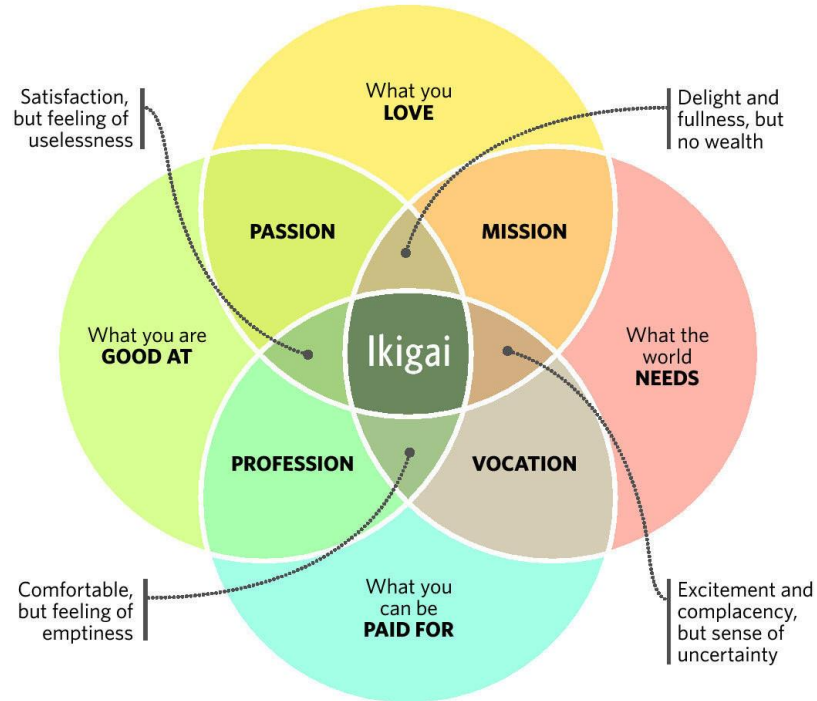 What you
LOVE
Satisfaction,
but feeling of
uselessness
Delight and
fullness, but
no wealth
PASSION
MISSION
What you are
GOOD AT
Ikigai
What the
world
NEEDS
PROFESSION
VOCATION
Comfortable,
but feeling of
emptiness
What you
can be
PAID FOR
Excitement and
complacency,
but sense of
uncertainty